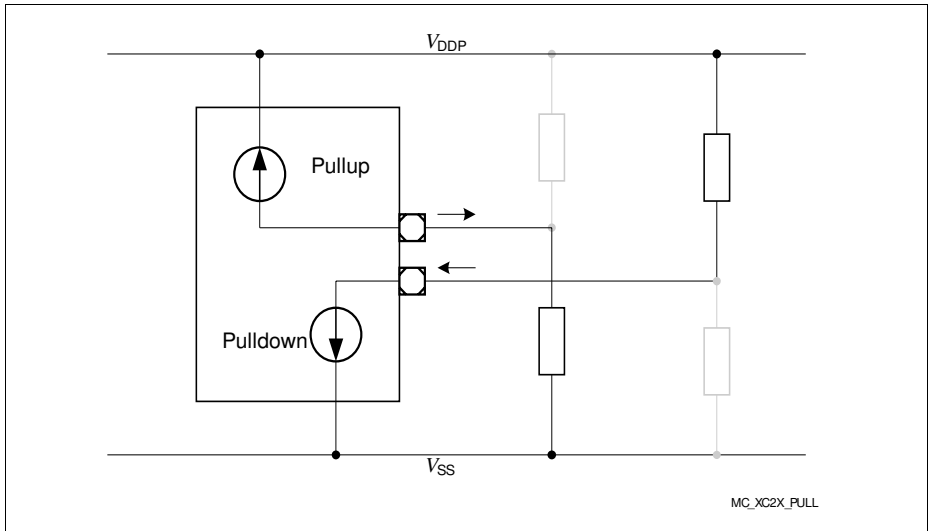 VDDP
Pullup
Pulldown
VSS
MC_XC2X_PULL